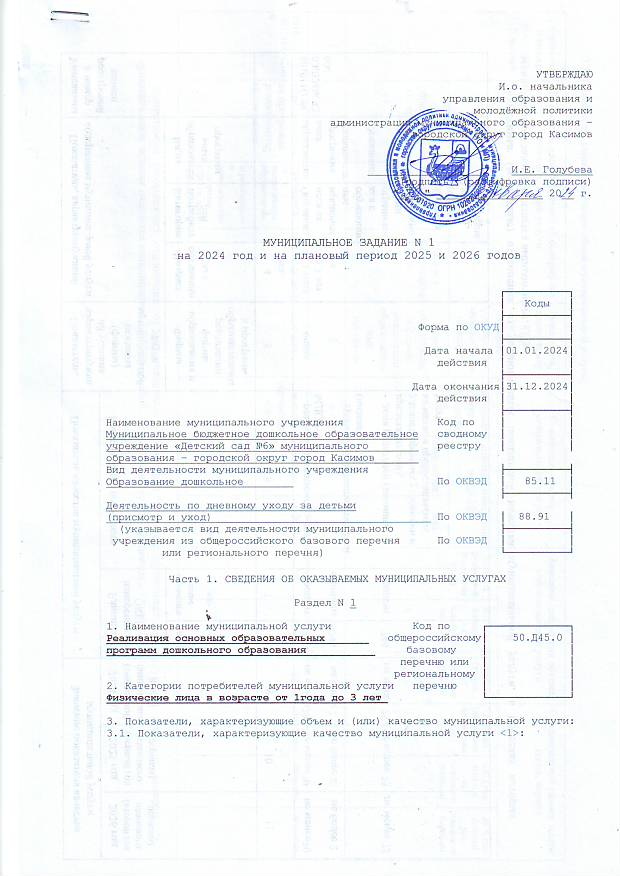 УТВЕРЖДАЮ
И.о. начальника
управления образования и
молодёжной политики
администрации образования –
городской округ город Касимов
И.Е. Голубева
(расшифровка подписи)
января 2024 г.
МУНИЦИПАЛЬНОЕ ЗАДАНИЕ N 1
на 2024 год и на плановый период 2025 и 2026 годов
Коды
Форма по ОКУД
Дата начала 01.01.2024
действия
Дата окончания 31.12.2024
действия
Наименование муниципального учреждения Код по
Муниципальное бюджетное дошкольное образовательное сводному
учреждение «Детский сад №6» муниципального реестру
образования – городской округ город Касимов
Вид деятельности муниципального учреждения
Образование дошкольное По ОКВЭД 85.11
Деятельность по дневному уходу за детьми
(присмотр и уход) По ОКВЭД 88.91
(указывается вид деятельности муниципального
учреждения из общероссийского базового перечня По ОКВЭД
или регионального перечня)
Часть 1. СВЕДЕНИЯ ОБ ОКАЗЫВАЕМЫХ МУНИЦИПАЛЬНЫХ УСЛУГАХ
Раздел N 1
1. Наименование муниципальной услуги Код по
Реализация основных образовательных общероссийскому 50.Д45.0
программ дошкольного образования базовому
перечню или
региональному
2. Категории потребителей муниципальной услуги перечню
Физические лица в возрасте от 1года до 3 лет
3. Показатели, характеризующие объем и (или) качество муниципальной услуги:
3.1. Показатели, характеризующие качество муниципальной услуги <1>: